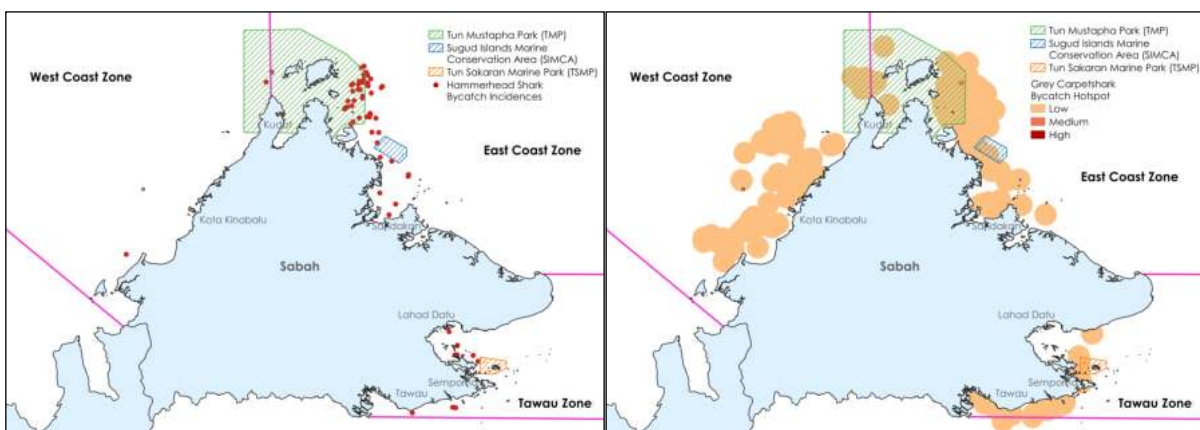 Tun Mustapha Park (TMP)
Sugud Islands Marine
Conservation Area (SIMCA)
Tun Sakaran Marine Park (TSMP)
Hammerhead Shark
Bycatch Incidences
West Coast Zone
Kudat
East Coast Zone
Kota Kinabalu
Sandakan
Sabah
Lahad Datu
Semporna
Tawau
Tawau Zone
Tun Mustapha Park (TMP)
Sugud Islands Marine
Conservation Area (SIMCA)
Tun Sakaran Marine Park (TSMP)
Grey Carpetshark
Bycatch Hotspot
Low
Medium
High
West Coast Zone
Kudat
East Coast Zone
Kota Kinabalu
Sandakan
Sabah
Lahad Datu
Semporna
Tawau
Tawau Zone